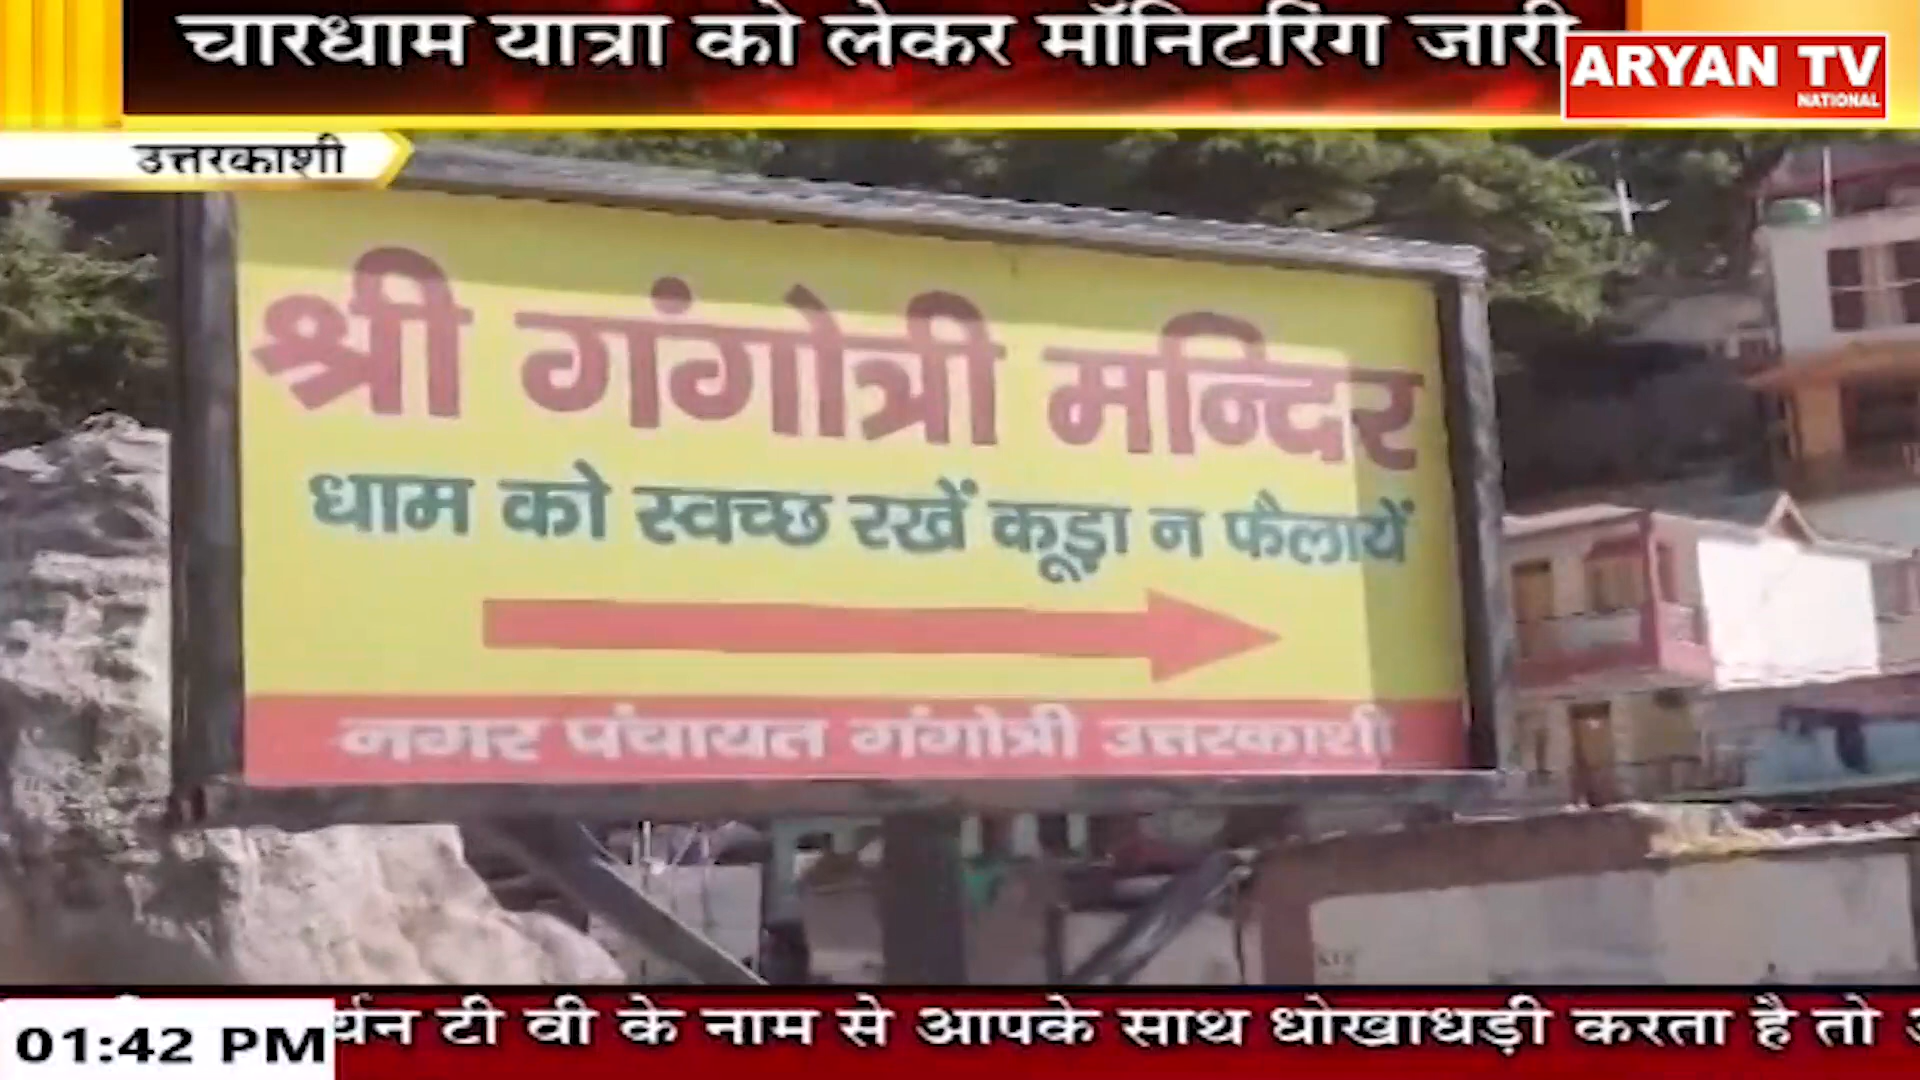 चारधाम यात्रा को लेकर मॉनिटरिंग जारी
ARYAN TV
NATIONAL
उत्तरकाशी
श्री गंगोत्री मन्दिर
धाम को स्वच्छ रखें कूड़ा न फैलायें
नगर पंचायत गंगोत्री उत्तरकाशी
01:42 PM
टी वी के नाम से आपके साथ धोखाधड़ी करता है तो